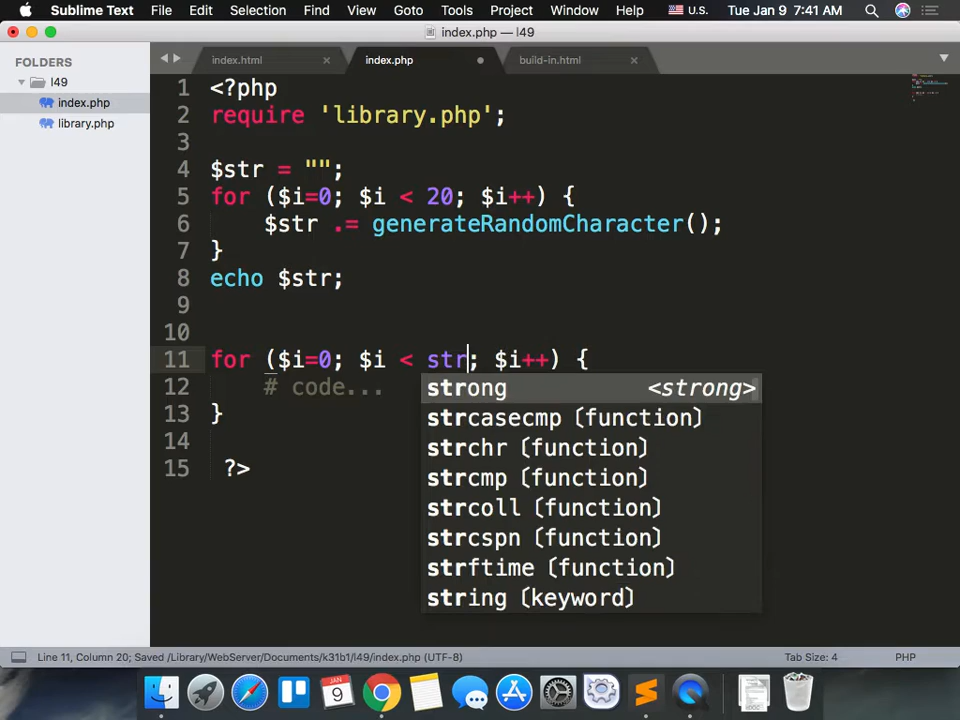 Sublime Text File Edit Selection Find View Goto Tools Project Window Help U.S. Tue Jan 9 7:41 AM
index.php — l49
FOLDERS
l49
index.php
library.php
index.html
index.php
build-in.html
1 <?php
2 require 'library.php';
3
4 $str = "";
5 for ($i=0; $i < 20; $i++) {
6 $str .= generateRandomCharacter();
7 }
8 echo $str;
9
10
11 for ($i=0; $i < str; $i++) {
12 # code...
13 }
14
15 ?>
strong <strong>
strcasecmp (function)
strchr (function)
strcmp (function)
strcoll (function)
strcspn (function)
strftime (function)
string (keyword)
Line 11, Column 20; Saved /Library/WebServer/Documents/k31b1/l49/index.php (UTF-8) Tab Size: 4 PHP
JAN
9